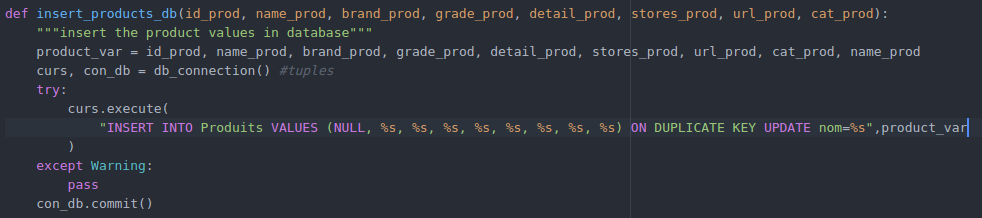 def insert_products_db(id_prod, name_prod, brand_prod, grade_prod, detail_prod, stores_prod, url_prod, cat_prod):
    """insert the product values in database"""
    product_var = id_prod, name_prod, brand_prod, grade_prod, detail_prod, stores_prod, url_prod, cat_prod, name_prod
    curs, con_db = db_connection() #tuples
    try:
        curs.execute(
            "INSERT INTO Produits VALUES (NULL, %s, %s, %s, %s, %s, %s, %s, %s) ON DUPLICATE KEY UPDATE nom=%s",product_var
        )
    except Warning:
        pass
    con_db.commit()